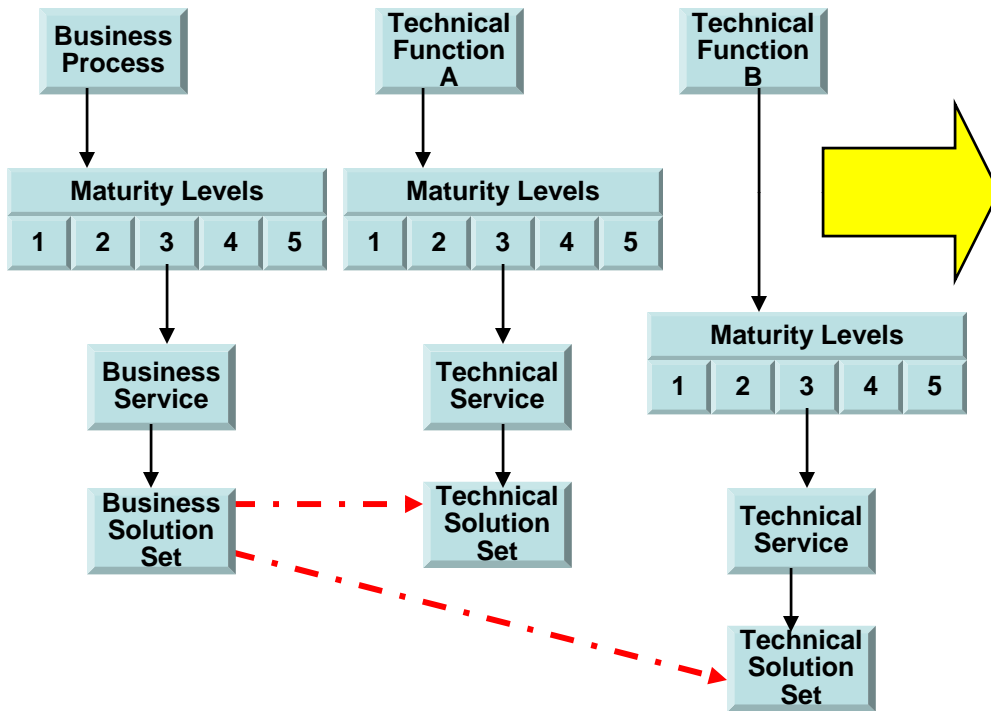 Business
Process
Technical
Function
A
Technical
Function
B
Maturity Levels
1 2 3 4 5
Maturity Levels
1 2 3 4 5
Maturity Levels
1 2 3 4 5
Business
Service
Technical
Service
Business
Solution
Set
Technical
Solution
Set
Technical
Service
Technical
Solution
Set